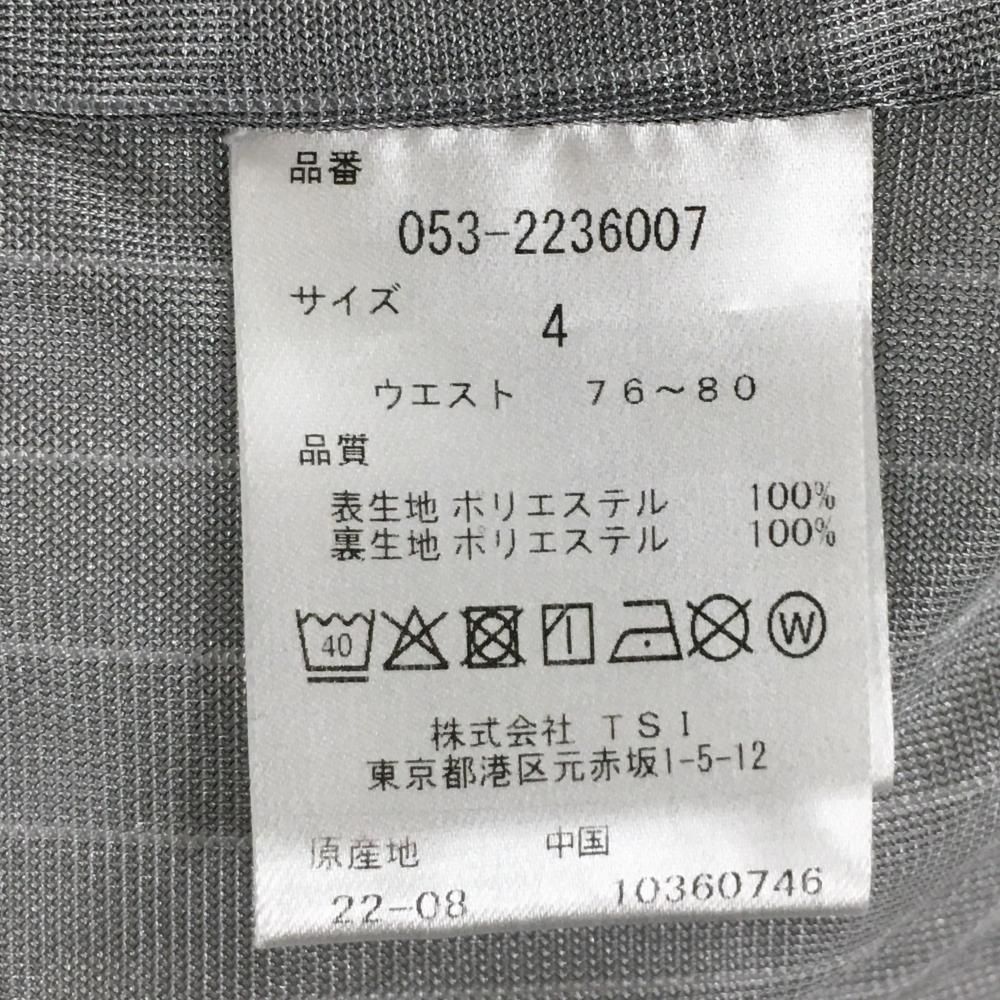 品番
053-2236007
サイズ
4
ウエスト 76～80
品質
表生地 ポリエステル 100%
裏生地 ポリエステル 100%
40 W
株式会社 TSI
東京都港区元赤坂1-5-12
原産地 中国
22-08 10360746